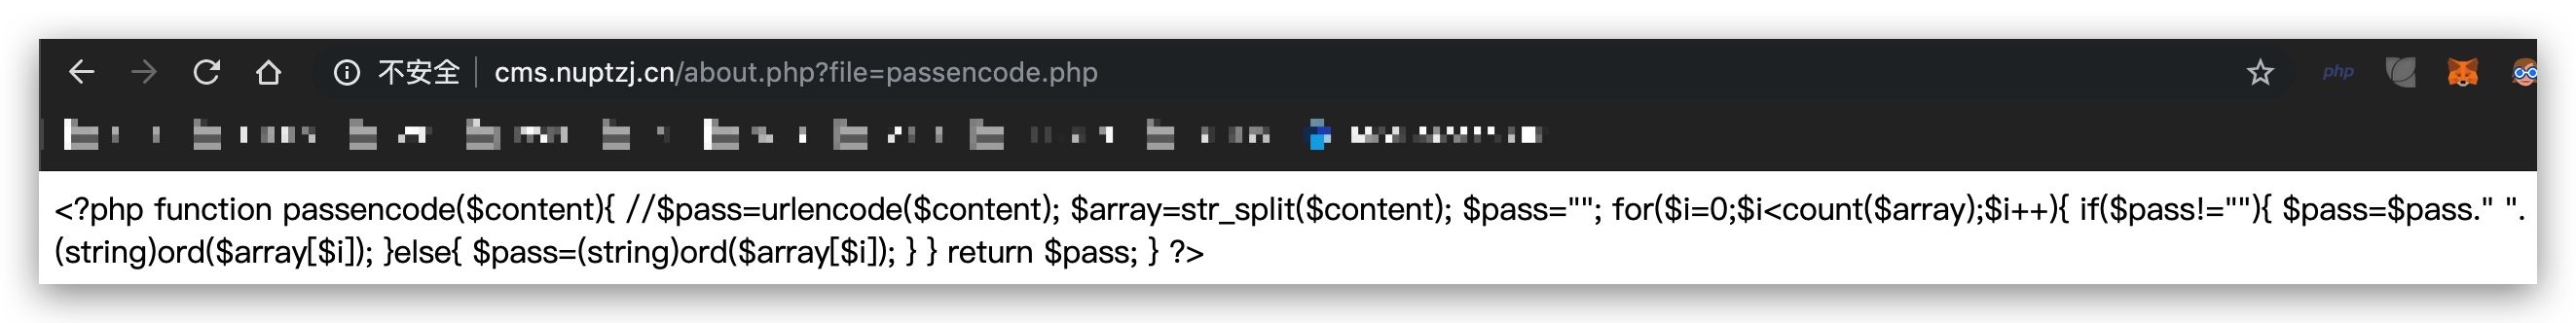 不安全 cms.nuptzj.cn/about.php?file=passencode.php php
<?php function passencode($content){ //$pass=urlencode($content); $array=str_split($content); $pass=""; for($i=0;$i<count($array);$i++){ if($pass!=""){ $pass=$pass." ".
(string)ord($array[$i]); }else{ $pass=(string)ord($array[$i]); } } return $pass; } ?>